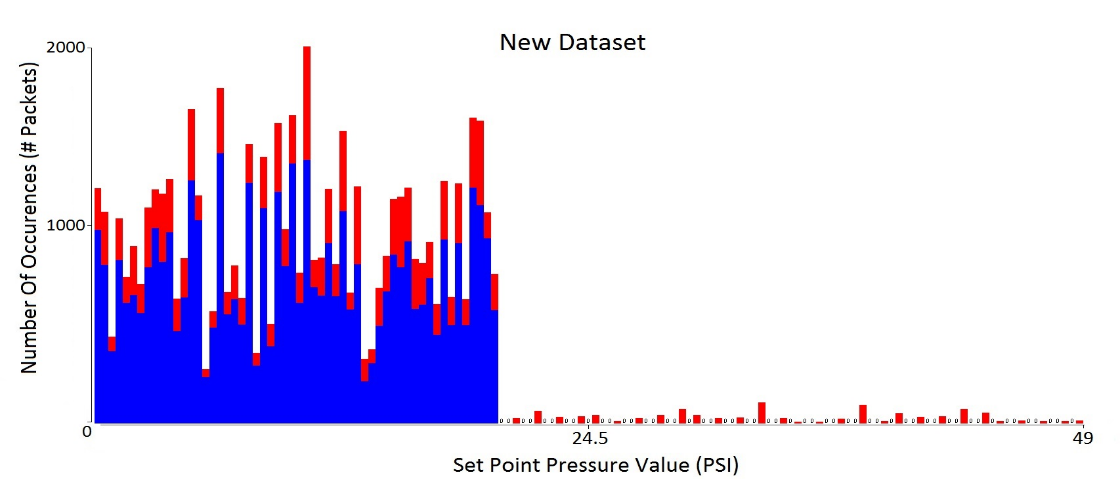 New Dataset
2000
Number Of Occurences (# Packets)
1000
0
24.5
49
Set Point Pressure Value (PSI)